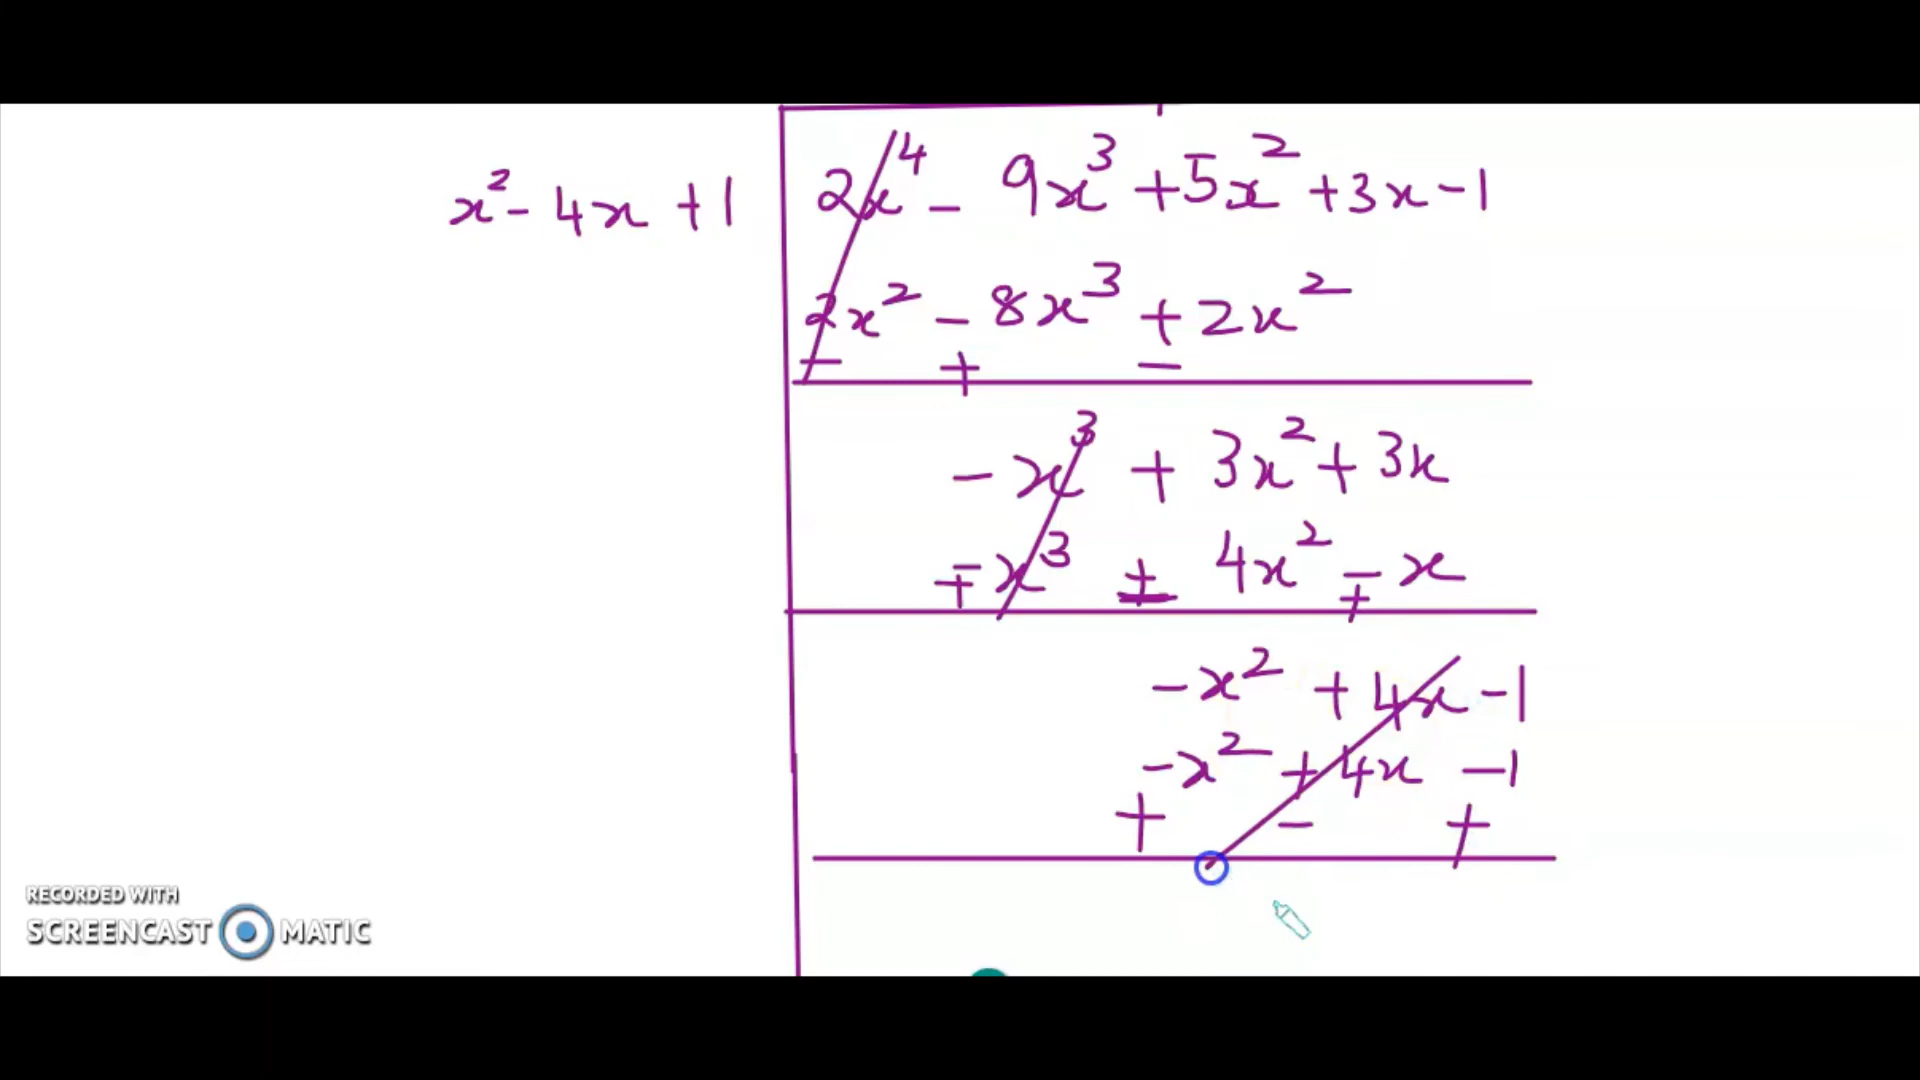 x² - 4x + 1
2x⁴ - 9x³ + 5x² + 3x - 1
2x² - 8x³ + 2x²
- + -
- x³ + 3x² + 3x
- x³ + 4x² - x
+ - +
- x² + 4x - 1
- x² + 4x - 1
+ - +
RECORDED WITH
SCREENCAST MATIC